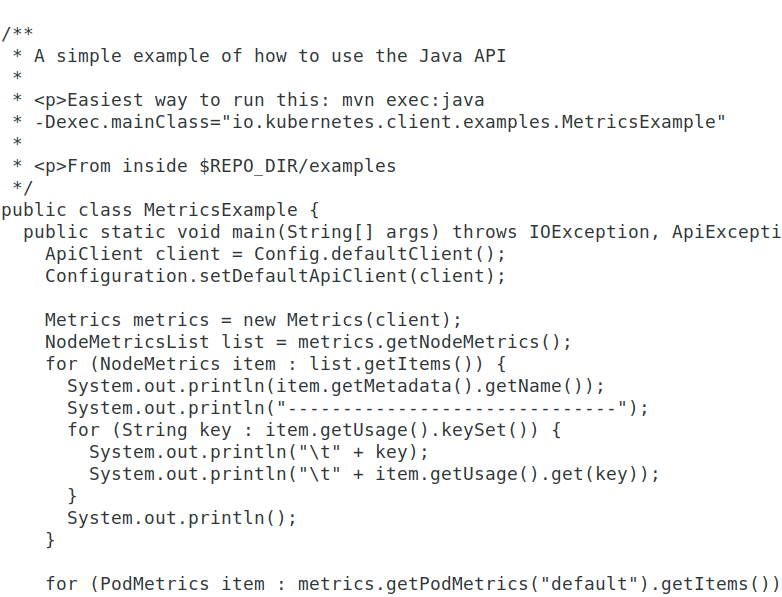 /**
 * A simple example of how to use the Java API
 *
 * <p>Easiest way to run this: mvn exec:java
 * -Dexec.mainClass="io.kubernetes.client.examples.MetricsExample"
 *
 * <p>From inside $REPO_DIR/examples
 */
public class MetricsExample {
  public static void main(String[] args) throws IOException, ApiExcepti
    ApiClient client = Config.defaultClient();
    Configuration.setDefaultApiClient(client);

    Metrics metrics = new Metrics(client);
    NodeMetricsList list = metrics.getNodeMetrics();
    for (NodeMetrics item : list.getItems()) {
      System.out.println(item.getMetadata().getName());
      System.out.println("------------------------------");
      for (String key : item.getUsage().keySet()) {
        System.out.println("\t" + key);
        System.out.println("\t" + item.getUsage().get(key));
      }
      System.out.println();
    }

    for (PodMetrics item : metrics.getPodMetrics("default").getItems())